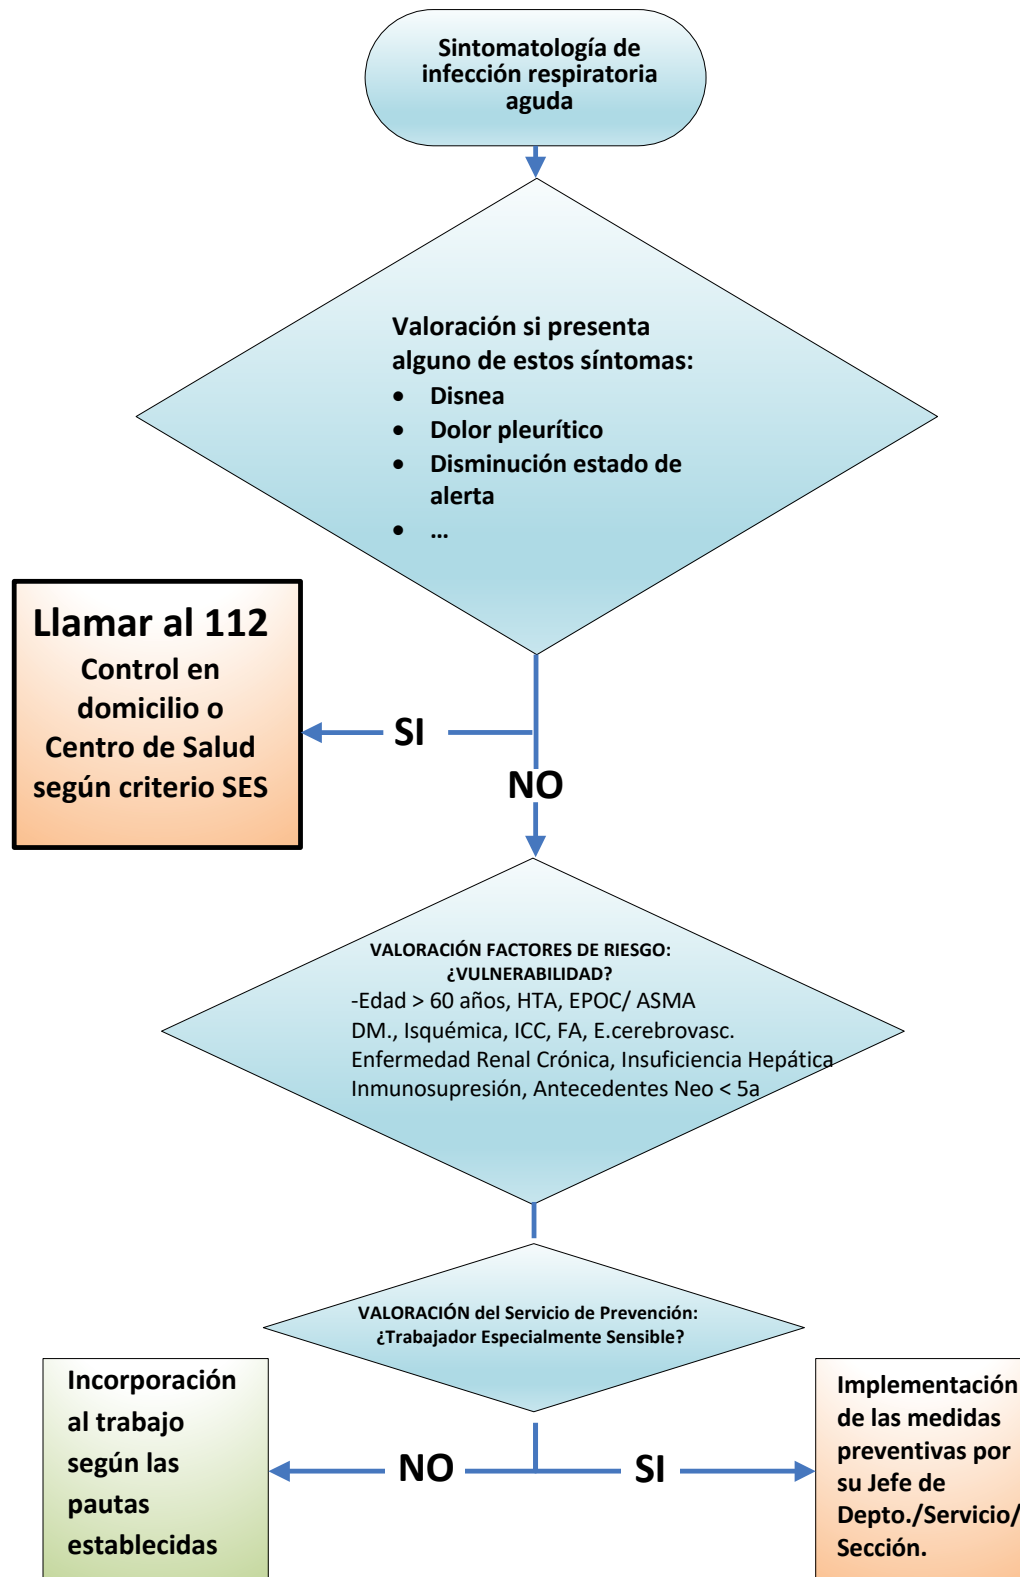 Sintomatología de
infección respiratoria
aguda
Valoración si presenta
alguno de estos síntomas:
• Disnea
• Dolor pleurítico
• Disminución estado de
alerta
• ...
Llamar al 112
Control en
domicilio o
Centro de Salud
según criterio SES
SI
NO
VALORACIÓN FACTORES DE RIESGO:
¿VULNERABILIDAD?
-Edad > 60 años, HTA, EPOC/ ASMA
DM., Isquémica, ICC, FA, E.cerebrovasc.
Enfermedad Renal Crónica, Insuficiencia Hepática
Inmunosupresión, Antecedentes Neo < 5a
VALORACIÓN del Servicio de Prevención:
¿Trabajador Especialmente Sensible?
Incorporación
al trabajo
según las
pautas
establecidas
NO
SI
Implementación
de las medidas
preventivas por
su Jefe de
Depto./Servicio/
Sección.